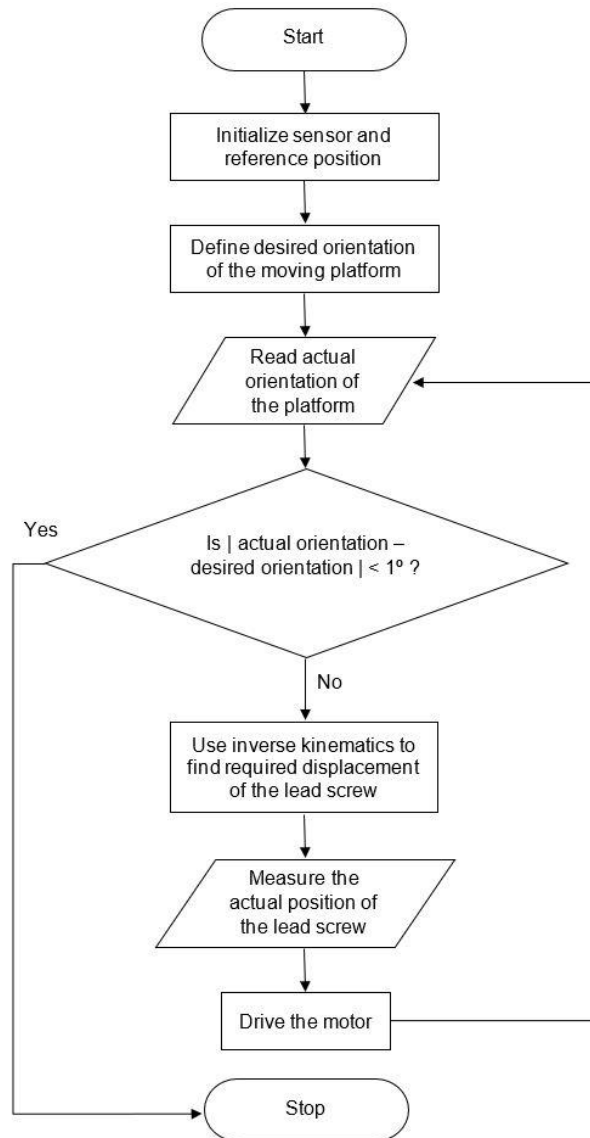 Start
Initialize sensor and
reference position
Define desired orientation
of the moving platform
Read actual
orientation of
the platform
Yes
Is | actual orientation –
desired orientation | < 1º ?
No
Use inverse kinematics to
find required displacement
of the lead screw
Measure the
actual position of
the lead screw
Drive the motor
Stop